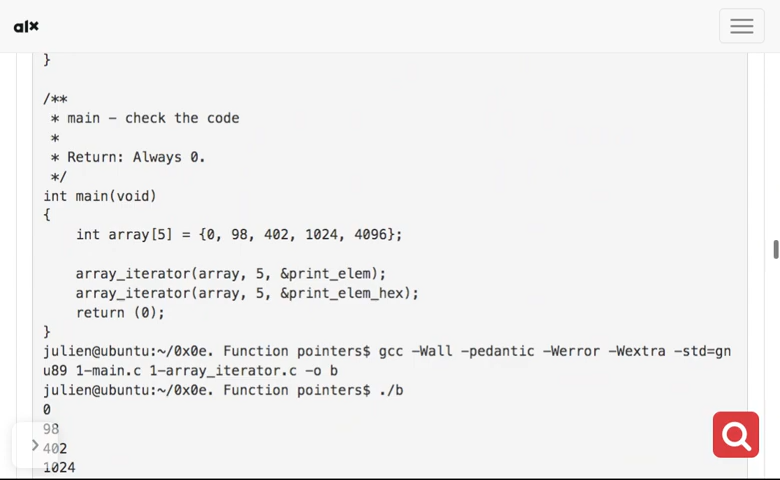 alx
}
/**
 * main – check the code
 *
 * Return: Always 0.
 */
int main(void)
{
    int array[5] = {0, 98, 402, 1024, 4096};
    array_iterator(array, 5, &print_elem);
    array_iterator(array, 5, &print_elem_hex);
    return (0);
}
julien@ubuntu:~/0x0e. Function pointers$ gcc -Wall -pedantic -Werror -Wextra -std=gn
u89 1-main.c 1-array_iterator.c -o b
julien@ubuntu:~/0x0e. Function pointers$ ./b
0
98
402
1024